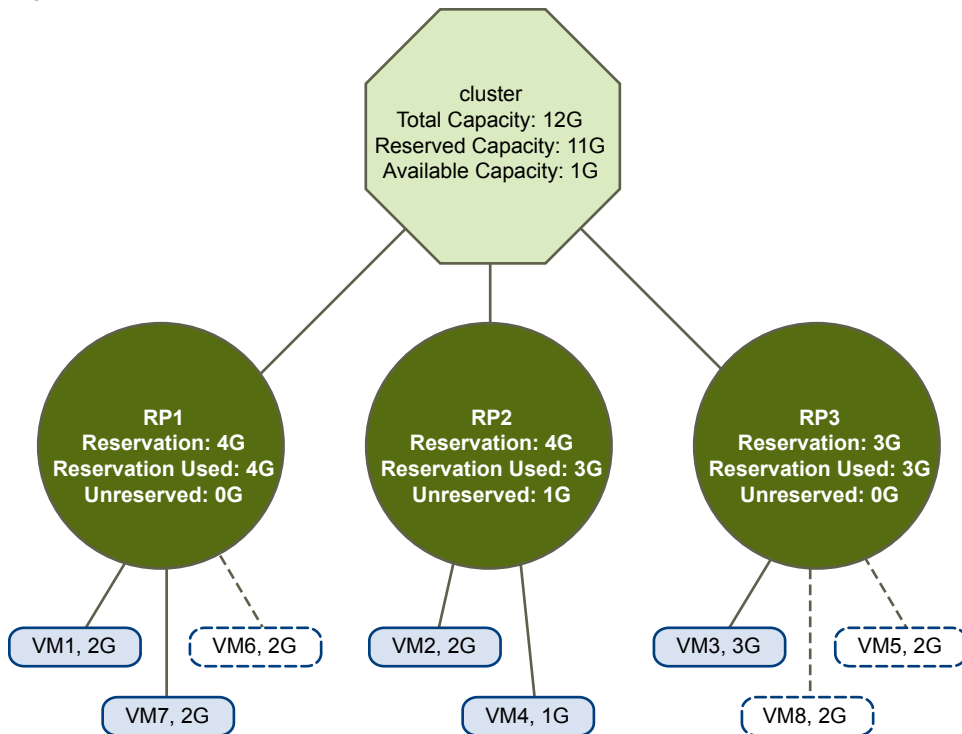 cluster
Total Capacity: 12G
Reserved Capacity: 11G
Available Capacity: 1G
RP1
Reservation: 4G
Reservation Used: 4G
Unreserved: 0G
RP2
Reservation: 4G
Reservation Used: 3G
Unreserved: 1G
RP3
Reservation: 3G
Reservation Used: 3G
Unreserved: 0G
VM1, 2G
VM6, 2G
VM2, 2G
VM3, 3G
VM5, 2G
VM7, 2G
VM4, 1G
VM8, 2G